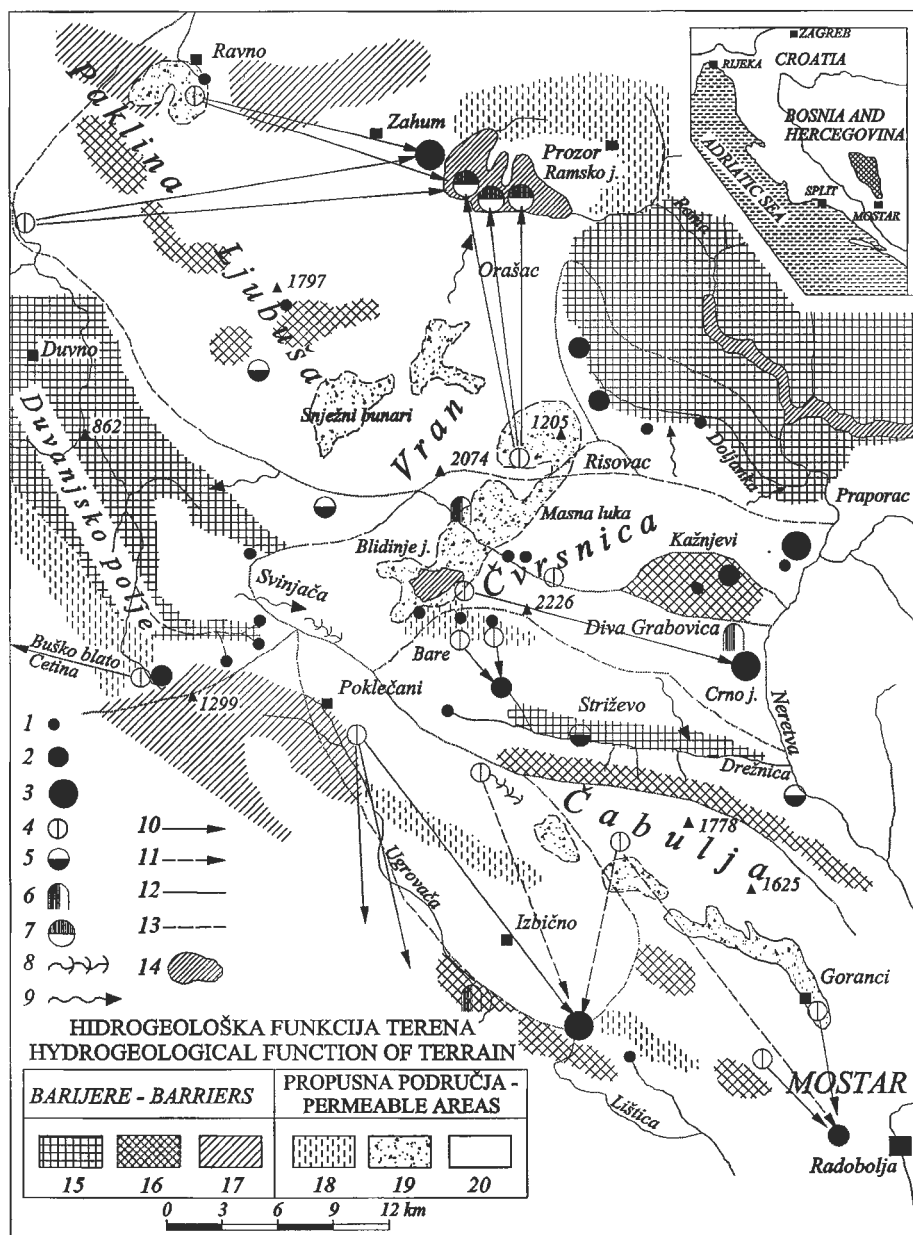 ZAGREB
RIJEKA
CROATIA
BOSNIA AND
HERCEGOVINA
ADRIATIC SEA
SPLIT
MOSTAR
Ravno
Paklina
Zahum
Prozor
Ramsko j.
Rama
Orašac
Ljubuša
1797
Duvno
Snježni bunari
Duvanjsko polje
862
Vran
1205
2074
Risovac
Doljanka
Praporac
Masna luka
Čvrsnica
Kažnjevi
Blidinje j.
Svinjača
2226
Diva Grabovica
Bare
Buško blato
Cetina
Crno j.
1299
Poklečani
Striževo
Neretva
Drežnica
Čabulja
1778
1625
Ugrovača
Izbično
Goranci
1
2
3
4
5
6
7
8
9
10
11
12
13
14
HIDROGEOLOŠKA FUNKCIJA TERENA
HYDROGEOLOGICAL FUNCTION OF TERRAIN
BARIJERE - BARRIERS
PROPUSNA PODRUČJA -
PERMEABLE AREAS
15 16 17 18 19 20
0 3 6 9 12 km
Lištica
MOSTAR
Radobolja